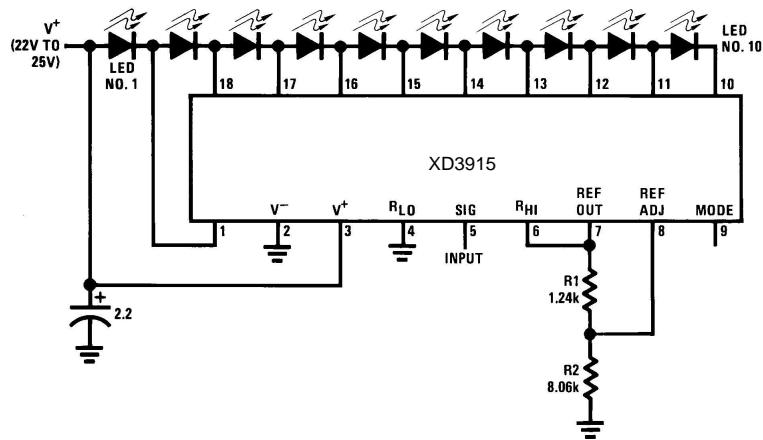 V+
(22V TO
25V)
LED
NO. 1
LED
NO. 10
18 17 16 15 14 13 12 11 10
XD3915
V− V+ RLO SIG RHI REF OUT REF ADJ MODE
1 2 3 4 5 6 7 8 9
INPUT
+
2.2
R1
1.24k
R2
8.06k